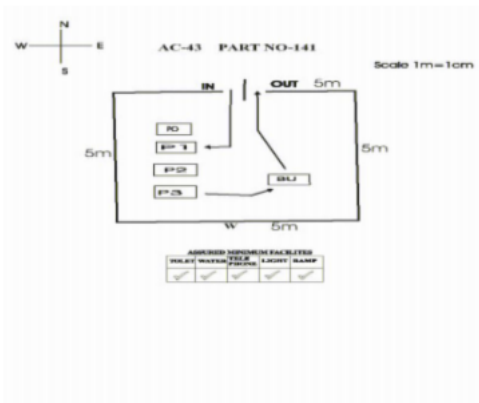 N
W E
S
AC-43 PART NO-141
Scale 1m=1cm
IN OUT 5m
PO
P1
5m 5m
P2
BU
P3
W 5m
ASSURED MINIMUM FACILITES
TOILET WATER TELE PHONE LIGHT RAMP